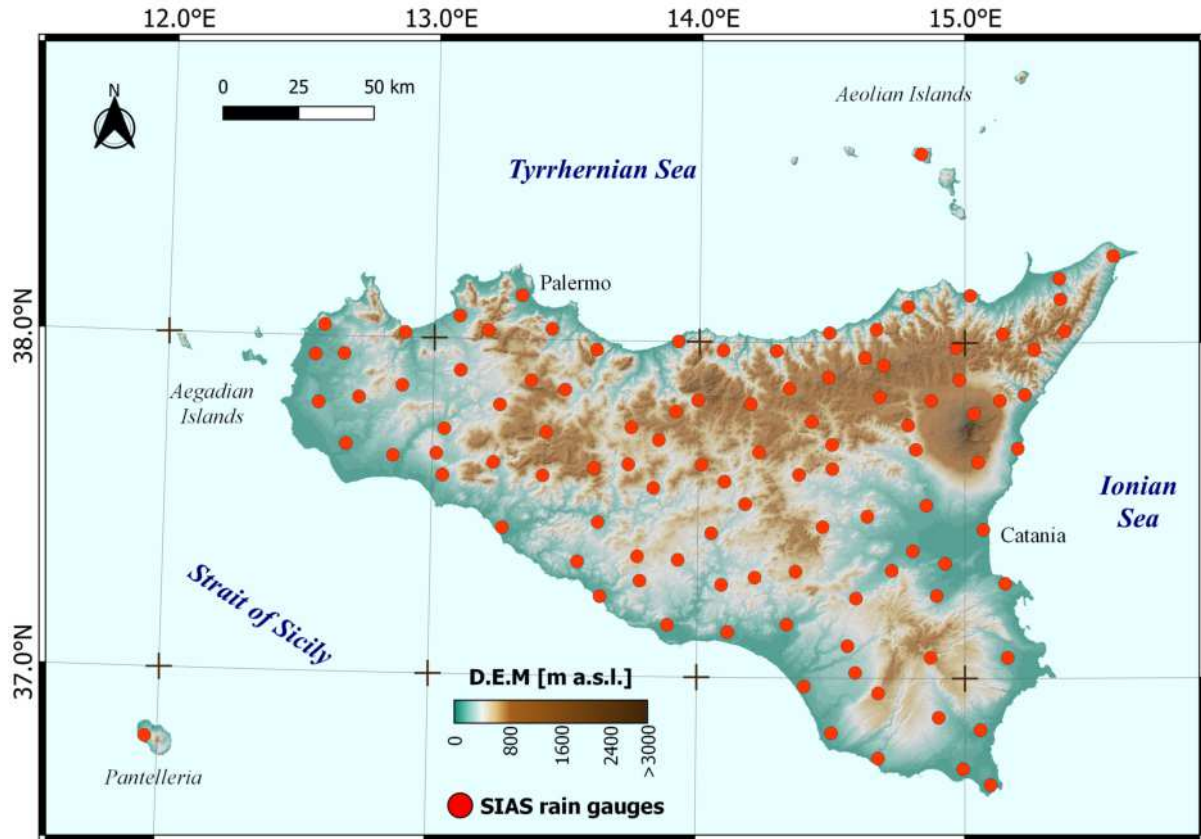 12.0°E 13.0°E 14.0°E 15.0°E
N
0 25 50 km
Aeolian Islands
Tyrrhernian Sea
Palermo
38.0°N
Aegadian
Islands
Ionian
Sea
Catania
Strait of Sicily
37.0°N
D.E.M [m a.s.l.]
0 800 1600 2400 >3000
Pantelleria
SIAS rain gauges